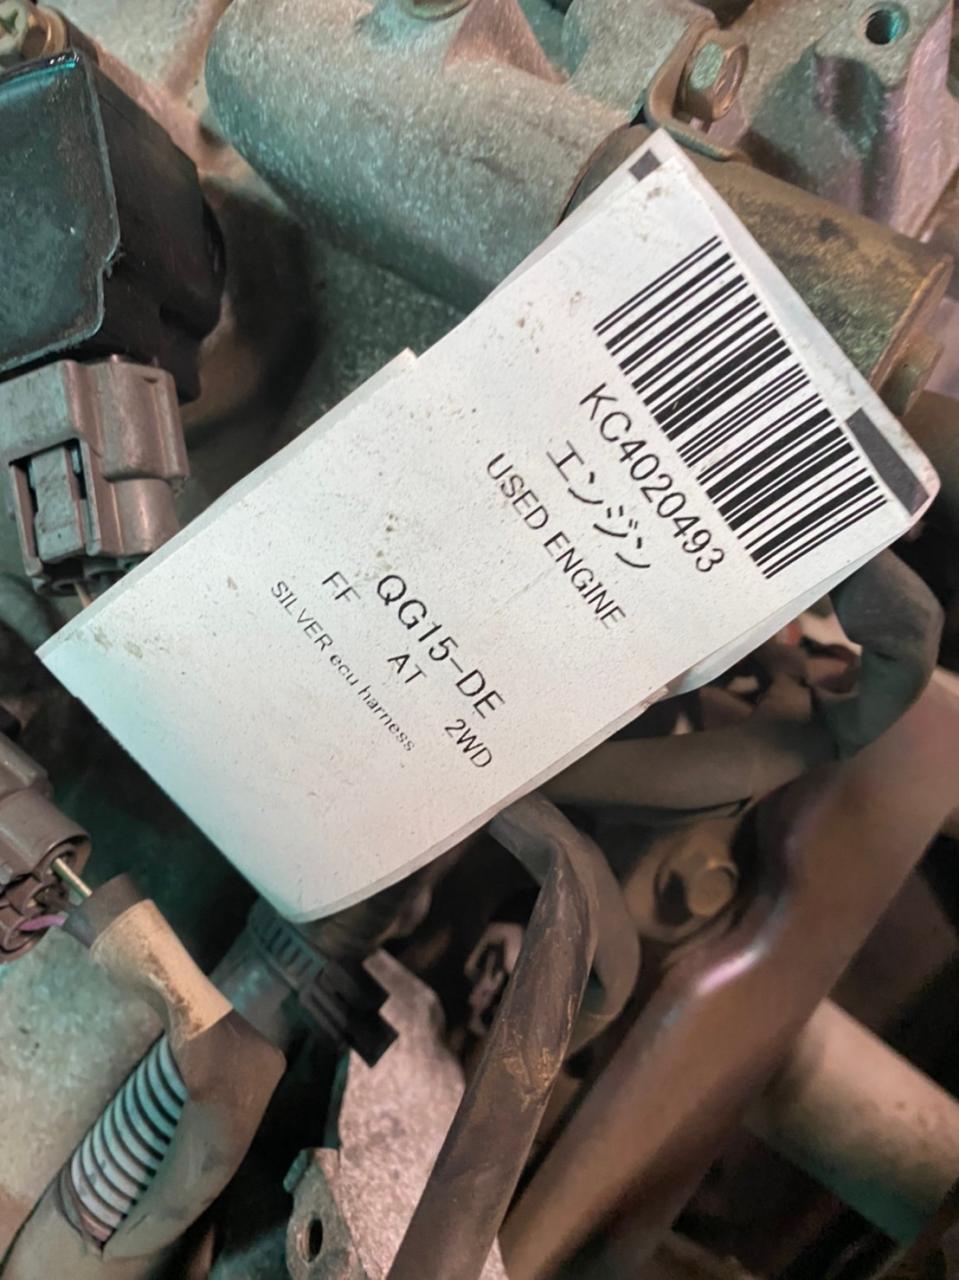 KC4020493
エンジン
USED ENGINE
QG15-DE
FF AT 2WD
SILVER ecu harness